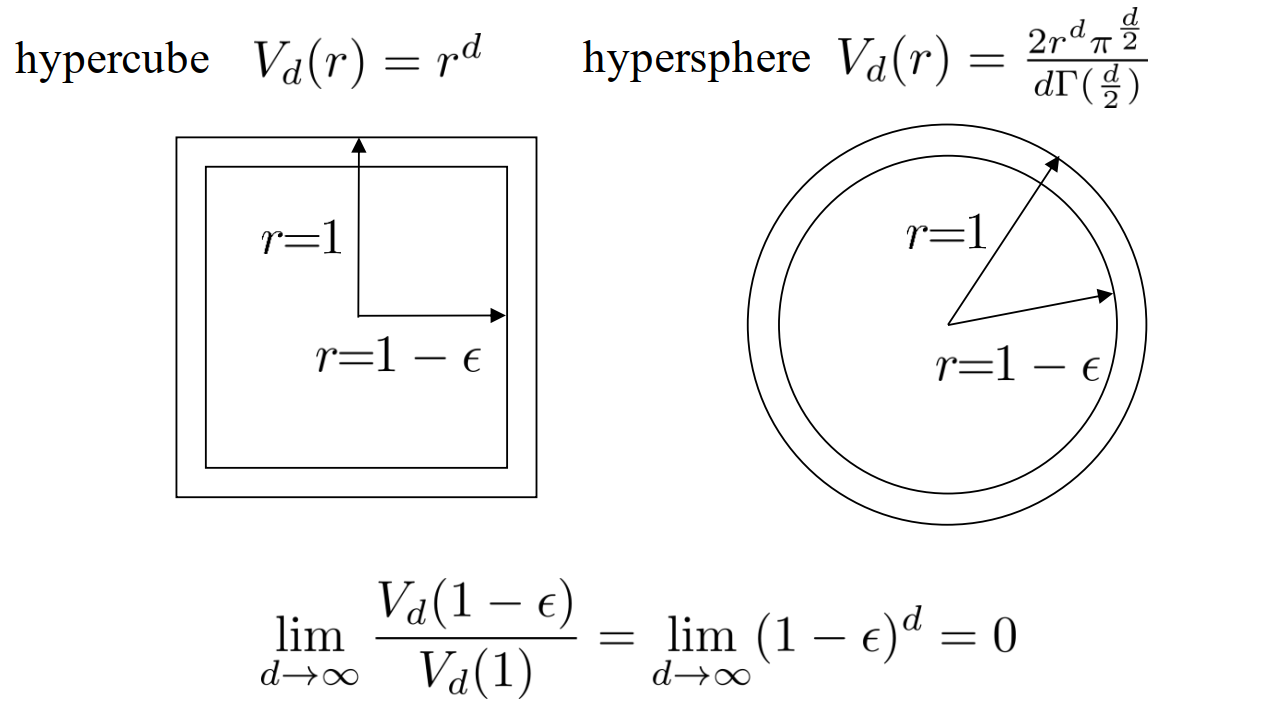 hypercube $V_d(r) = r^d$ hypersphere $V_d(r) = \frac{2r^d \pi^{\frac{d}{2}}}{d\Gamma(\frac{d}{2})}$
$r=1$ $r=1$
$r=1-\epsilon$ $r=1-\epsilon$
$\lim_{d \to \infty} \frac{V_d(1-\epsilon)}{V_d(1)} = \lim_{d \to \infty} (1-\epsilon)^d = 0$